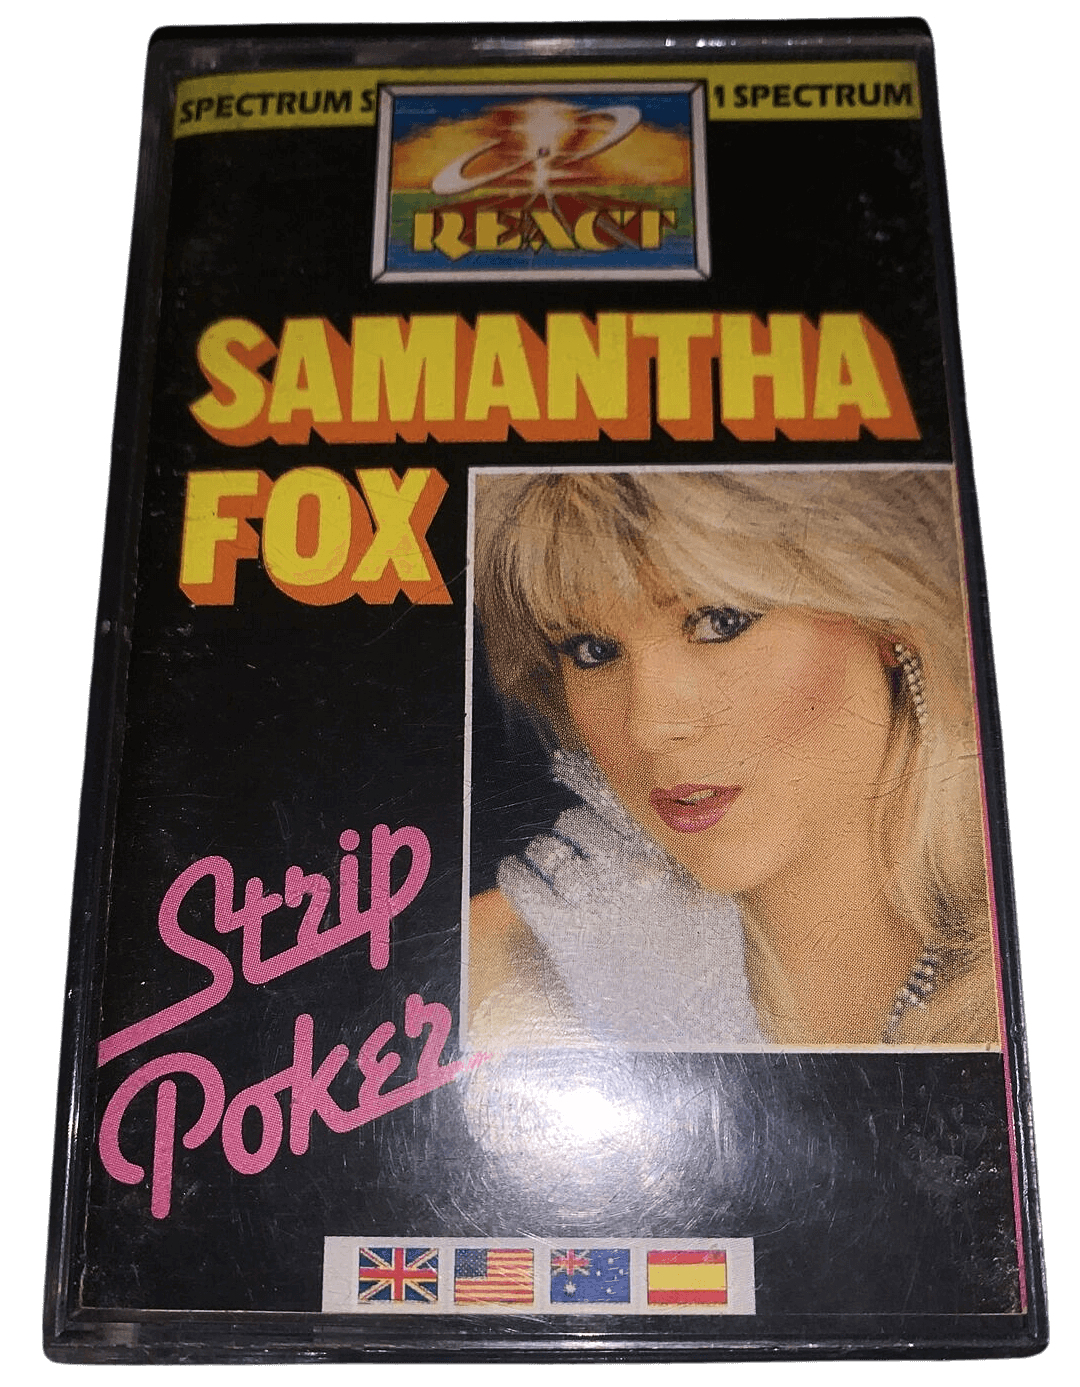 SPECTRUM S
1 SPECTRUM
REACT
SAMANTHA
FOX
Strip
Poker